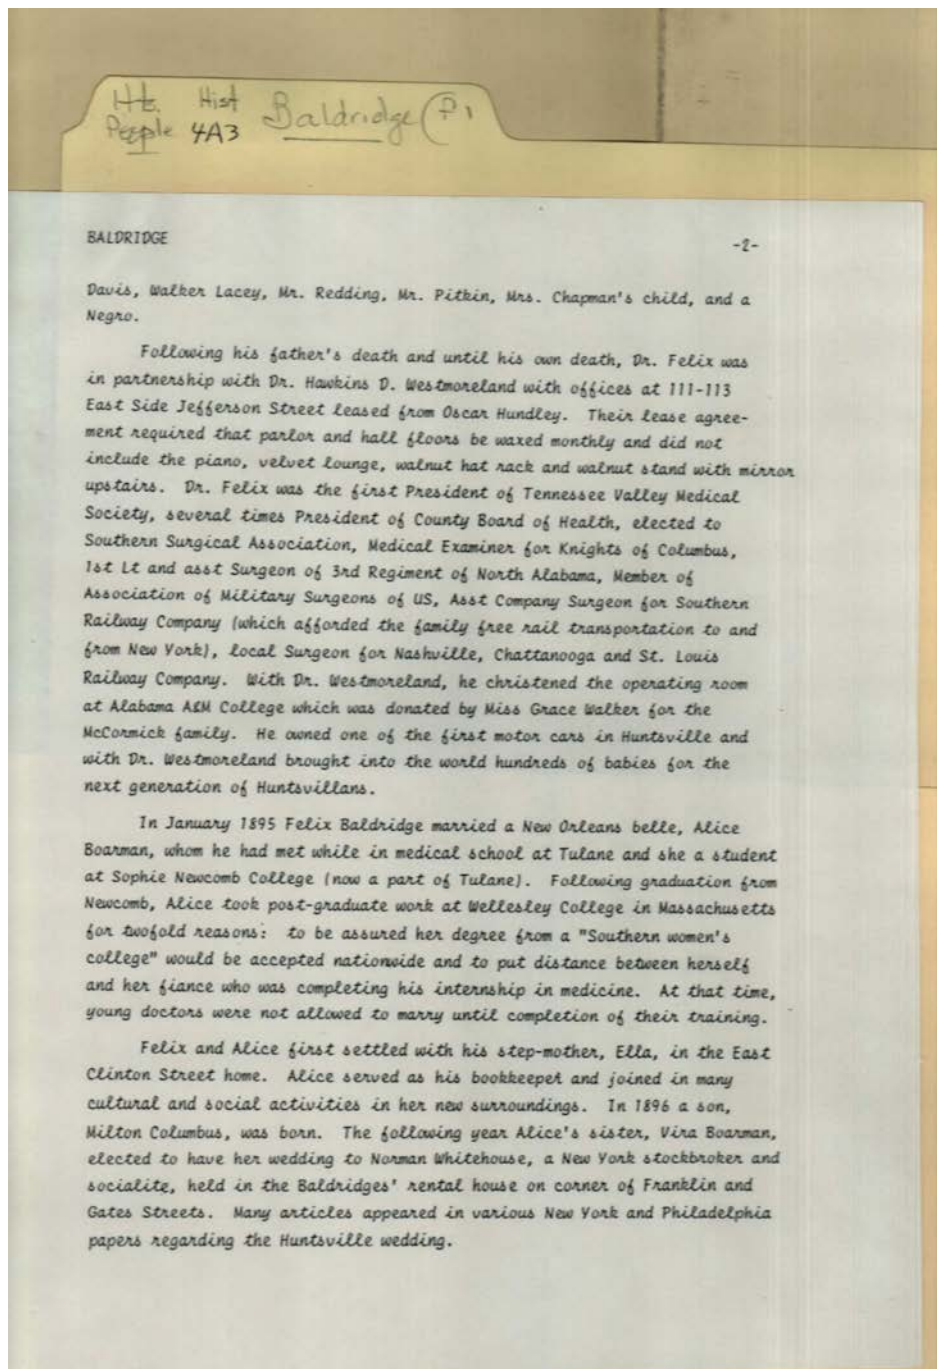 Hist
People 4A3 Baldridge
BALDRIDGE -2-
Davis, Walker Lacey, Mr. Redding, Mr. Pitkin, Mrs. Chapman's child, and a
Negro.
Following his father's death and until his own death, Dr. Felix was
in partnership with Dr. Hawkins D. Westmoreland with offices at 111-113
East Side Jefferson Street leased from Oscar Hundley. Their lease agree-
ment required that parlor and hall floors be waxed monthly and did not
include the piano, velvet lounge, walnut hat rack and walnut stand with mirror
upstairs. Dr. Felix was the first President of Tennessee Valley Medical
Society, several times President of County Board of Health, elected to
Southern Surgical Association, Medical Examiner for Knights of Columbus,
1st Lt and asst Surgeon of 3rd Regiment of North Alabama, Member of
Association of Military Surgeons of US, Asst Company Surgeon for Southern
Railway Company (which afforded the family free rail transportation to and
from New York), local Surgeon for Nashville, Chattanooga and St. Louis
Railway Company. With Dr. Westmoreland, he christened the operating room
at Alabama A&M College which was donated by Miss Grace Walker for the
McCormick family. He owned one of the first motor cars in Huntsville and
with Dr. Westmoreland brought into the world hundreds of babies for the
next generation of Huntsvillans.
In January 1895 Felix Baldridge married a New Orleans belle, Alice
Boarman, whom he had met while in medical school at Tulane and she a student
at Sophie Newcomb College (now a part of Tulane). Following graduation from
Newcomb, Alice took post-graduate work at Wellesley College in Massachusetts
for twofold reasons: to be assured her degree from a "Southern women's
college" would be accepted nationwide and to put distance between herself
and her fiance who was completing his internship in medicine. At that time,
young doctors were not allowed to marry until completion of their training.
Felix and Alice first settled with his step-mother, Ella, in the East
Clinton Street home. Alice served as his bookkeeper and joined in many
cultural and social activities in her new surroundings. In 1896 a son,
Milton Columbus, was born. The following year Alice's sister, Vira Boarman,
elected to have her wedding to Norman Whitehouse, a New York stockbroker and
socialite, held in the Baldridges' rental house on corner of Franklin and
Gates Streets. Many articles appeared in various New York and Philadelphia
papers regarding the Huntsville wedding.